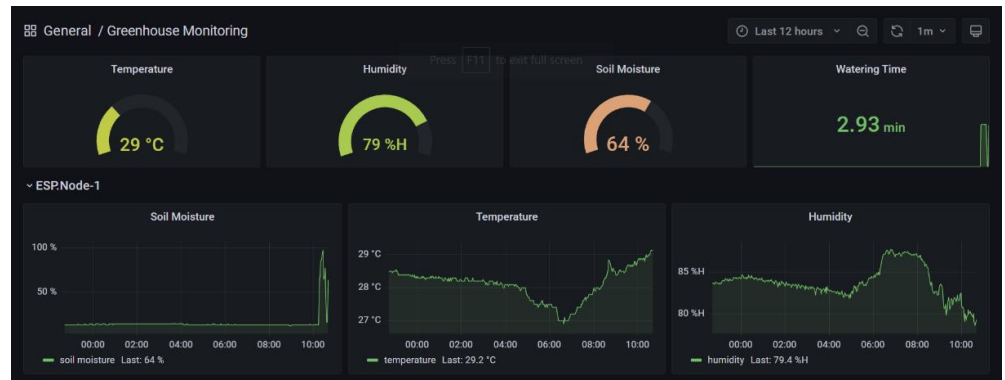 General / Greenhouse Monitoring
Last 12 hours
1m
Press F11 to exit full screen
Temperature
29 °C
Humidity
79 %H
Soil Moisture
64 %
Watering Time
2.93 min
ESP.Node-1
Soil Moisture
100 %
50 %
00:00 02:00 04:00 06:00 08:00 10:00
soil moisture Last: 64 %
Temperature
29 °C
28 °C
27 °C
00:00 02:00 04:00 06:00 08:00 10:00
temperature Last: 29.2 °C
Humidity
85 %H
80 %H
00:00 02:00 04:00 06:00 08:00 10:00
humidity Last: 79.4 %H